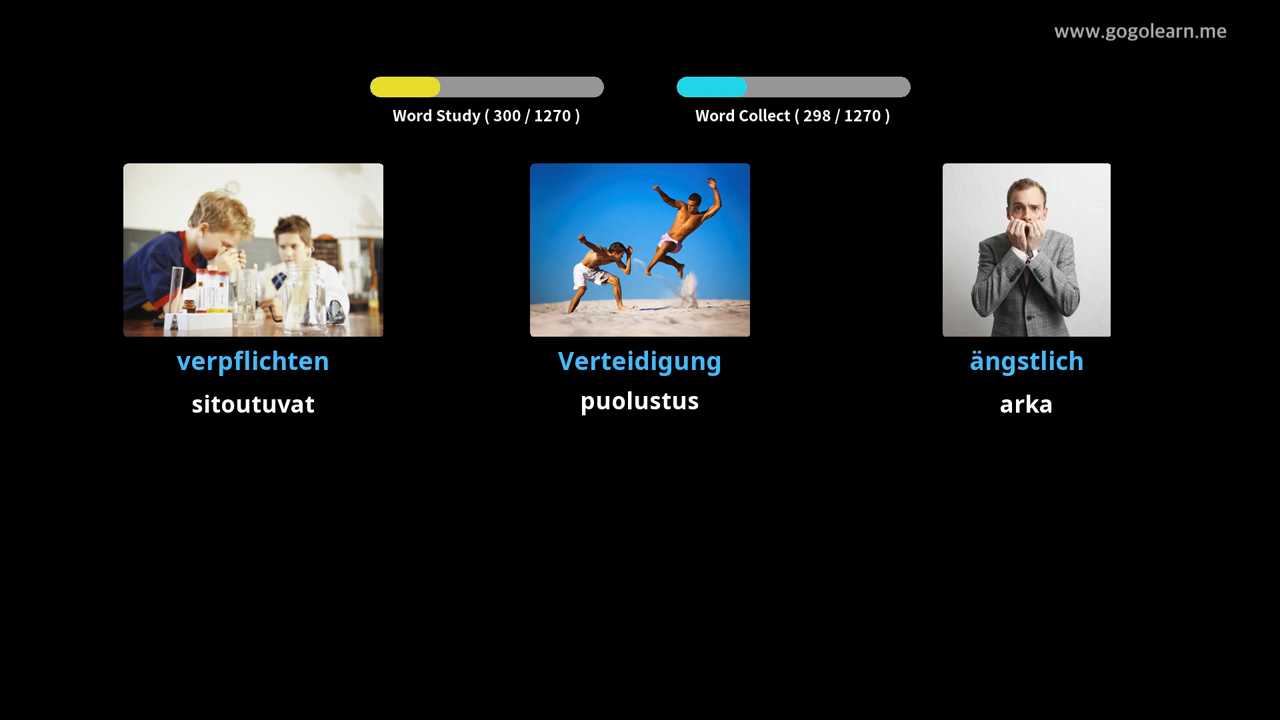 www.gogolearn.me
Word Study ( 300 / 1270 )
Word Collect ( 298 / 1270 )
verpflichten
sitoutuvat
Verteidigung
puolustus
ängstlich
arka